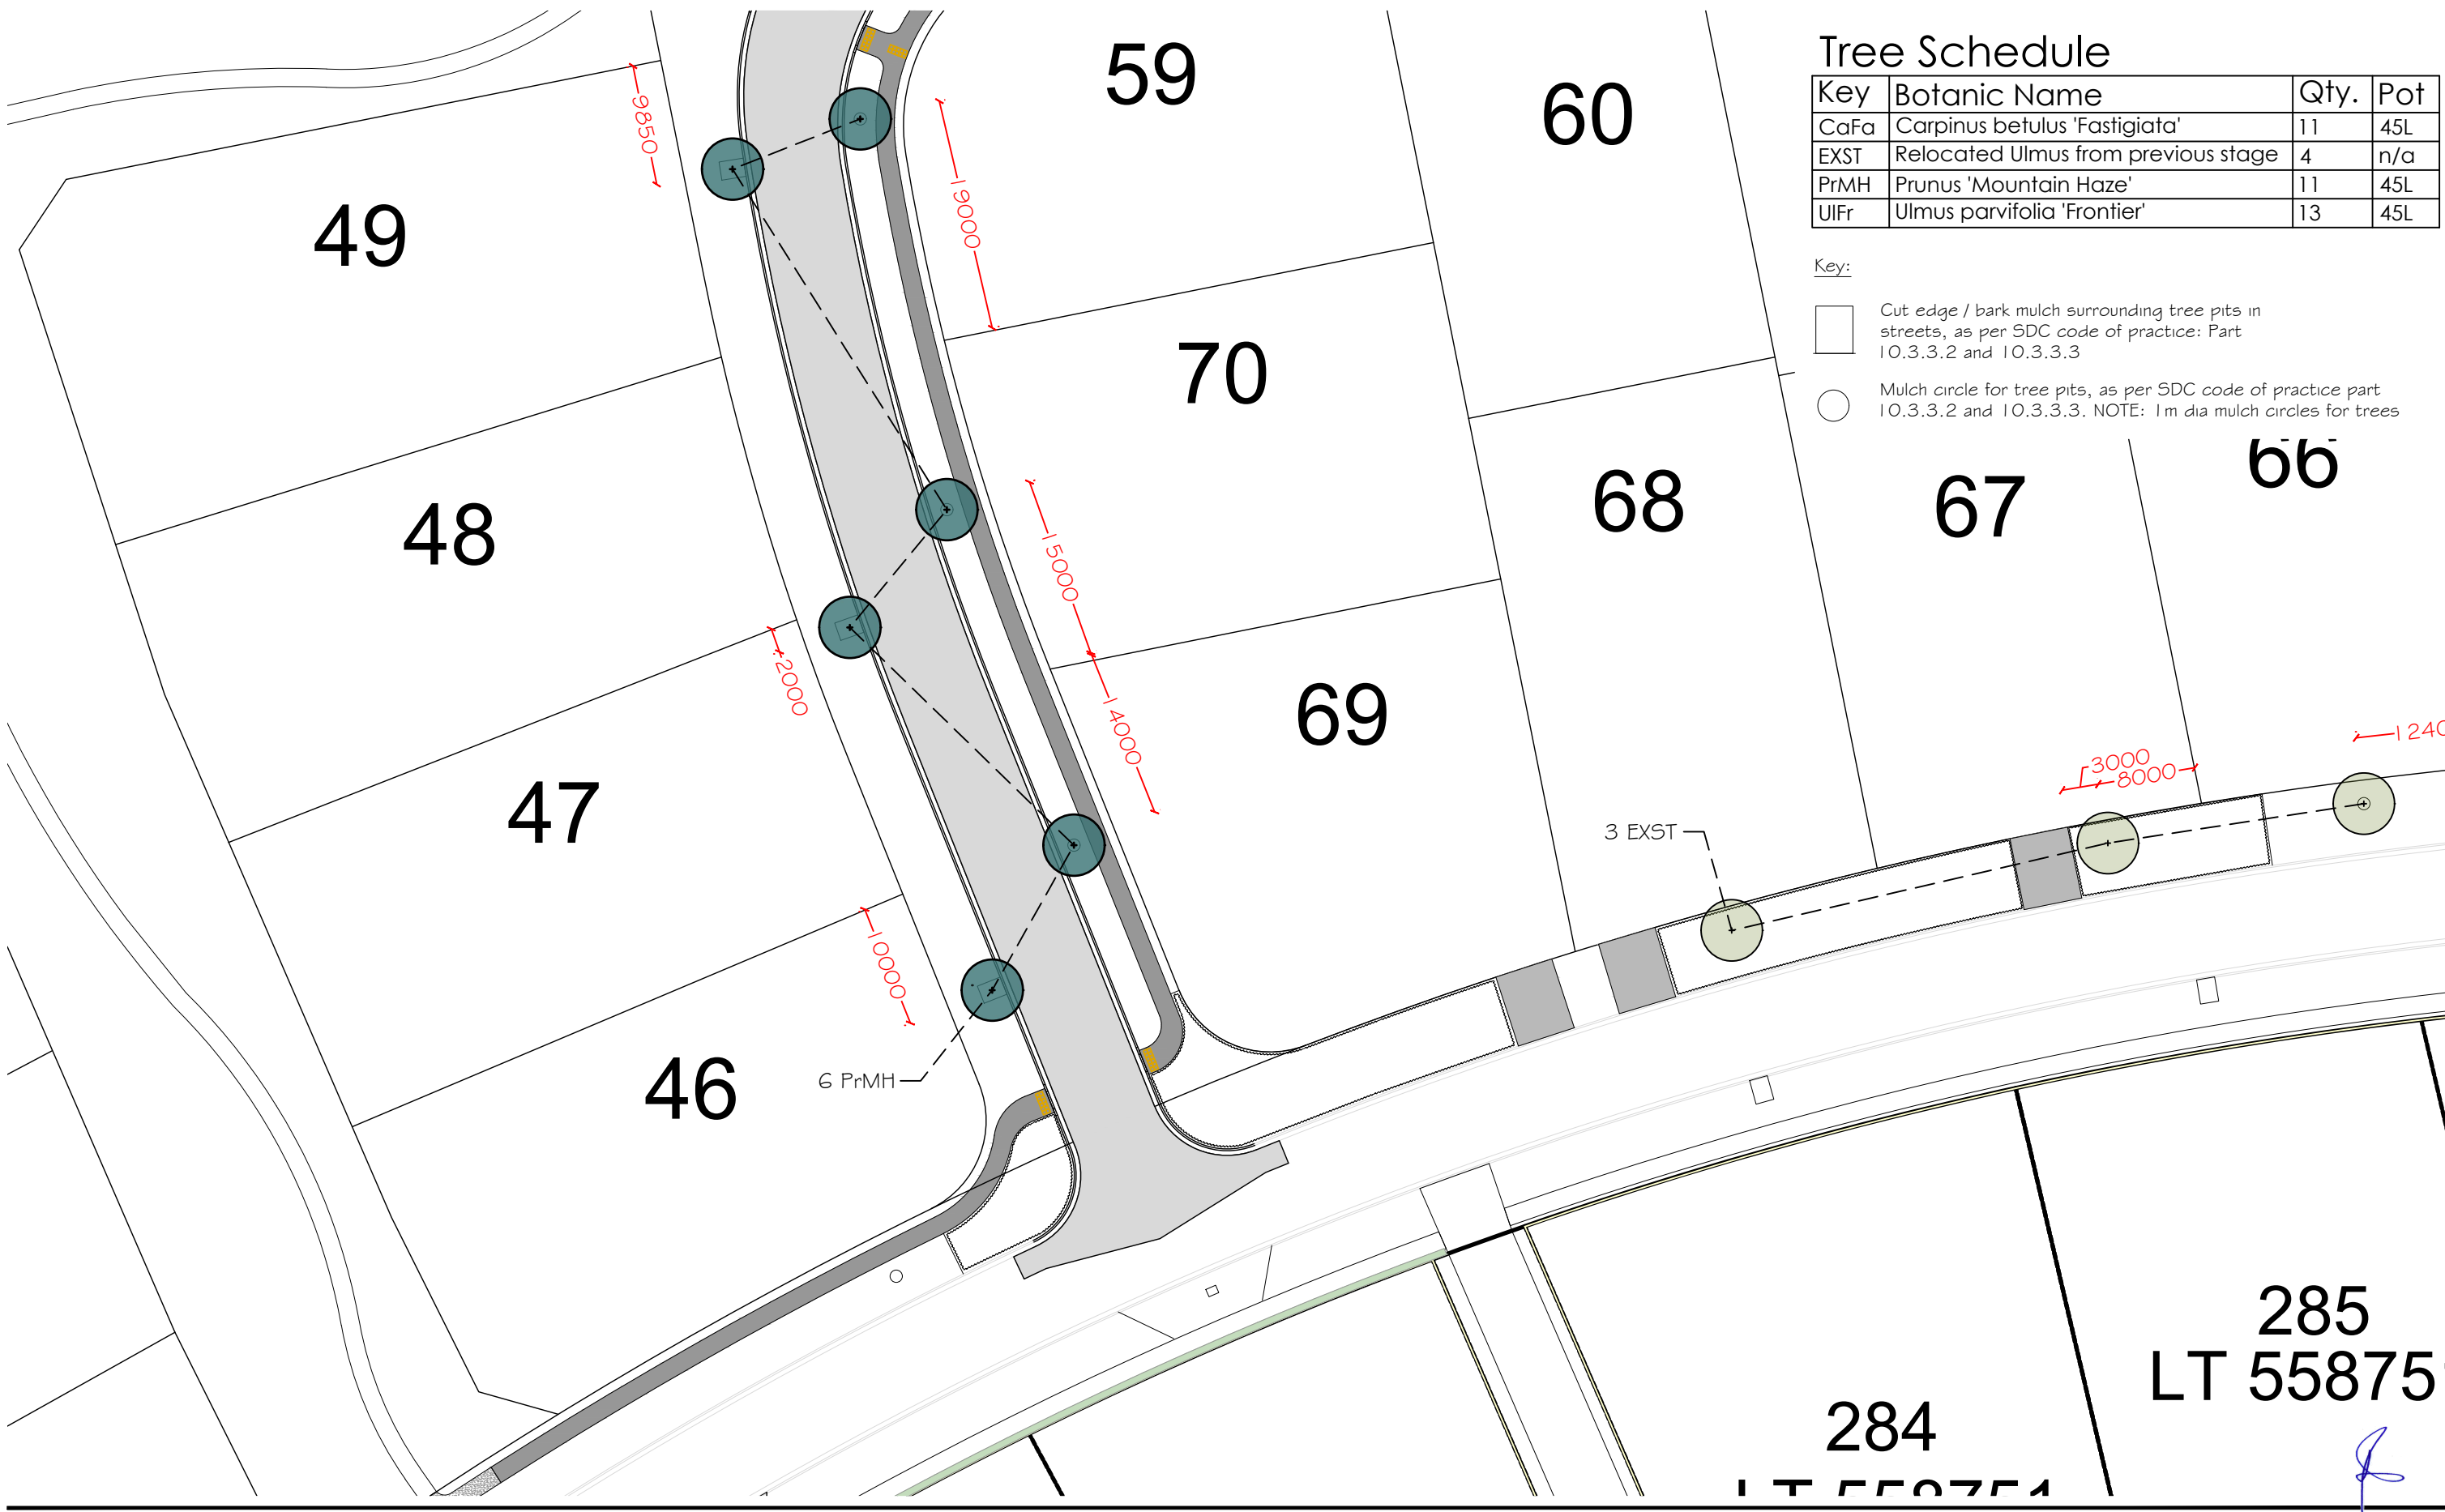 Tree Schedule
Key Botanic Name Qty. Pot
CaFa Carpinus betulus 'Fastigiata' 11 45L
EXST Relocated Ulmus from previous stage 4 n/a
PrMH Prunus 'Mountain Haze' 11 45L
UlFr Ulmus parvifolia 'Frontier' 13 45L
Key:
Cut edge / bark mulch surrounding tree pits in
streets, as per SDC code of practice: Part
10.3.3.2 and 10.3.3.3
Mulch circle for tree pits, as per SDC code of practice part
10.3.3.2 and 10.3.3.3. NOTE: 1m dia mulch circles for trees
59
60
9850
19000
49
70
66
68
67
48
15000
2000
14000
69
1240
3000
8000
47
3 EXST
10000
46
6 PrMH
285
LT 55875
284
LT 558751